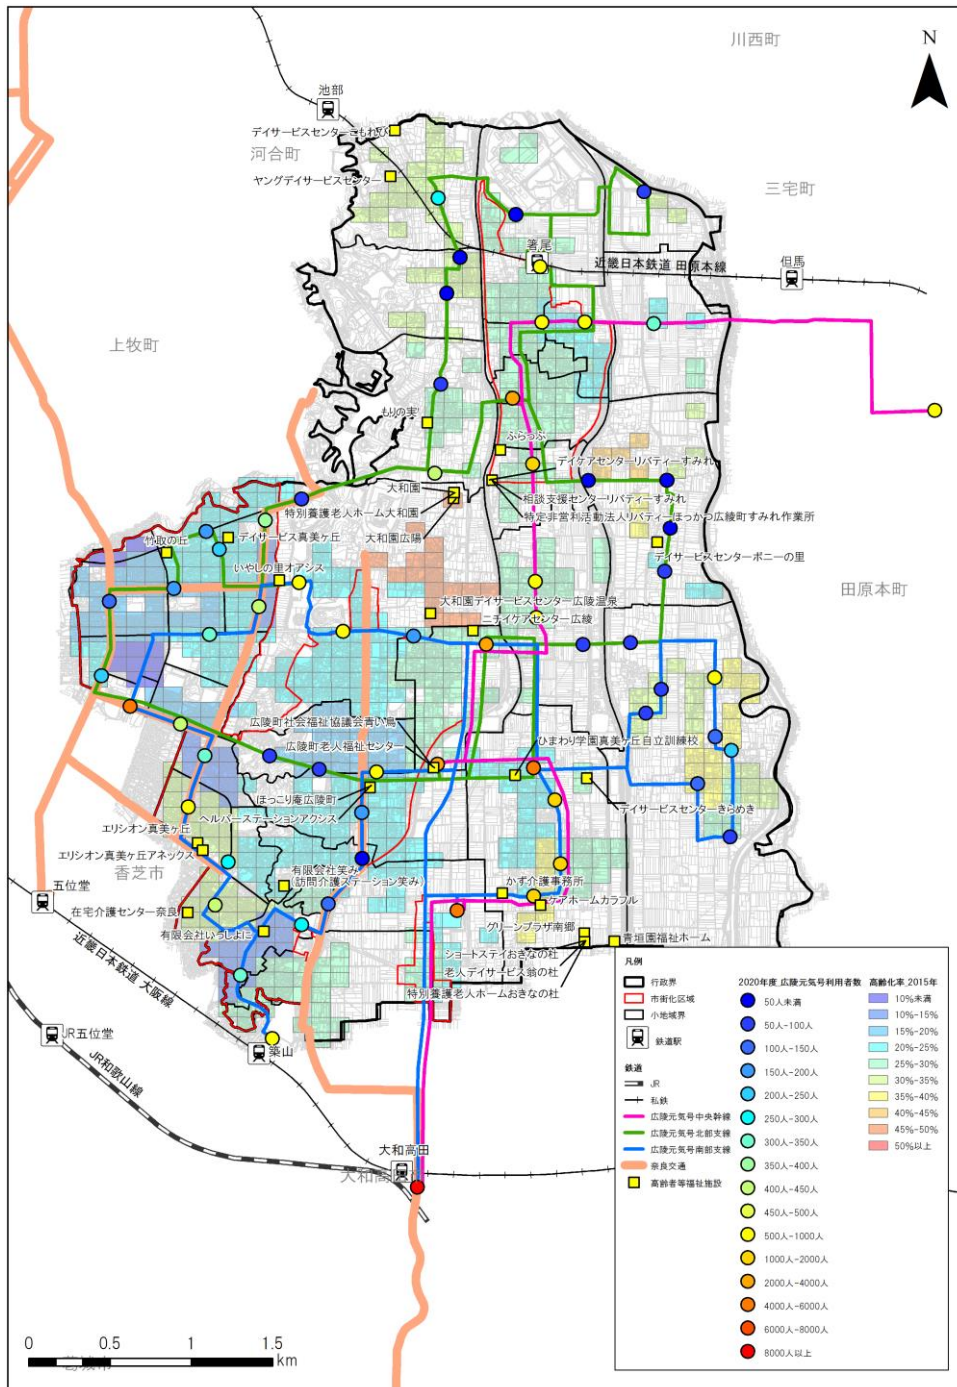 川西町
N
池部
デイサービスセンターこもれび
河合町
ヤングデイサービスセンター
三宅町
箸尾
近畿日本鉄道 田原本線
但馬
上牧町
もりの実
ぷらっぷ
デイケアセンターリバティーすみれ
大和園
相談支援センターリバティーすみれ
特別養護老人ホーム大和園
特定非営利活動法人リバティーほっかつ広綾町すみれ作業所
大和園広陽
デイサービス真美ヶ丘
竹取の丘
デイサービスセンターポニーの里
いやしの里オアシス
田原本町
大和園デイサービスセンター広陵温泉
ニチイケアセンター広綾
広陵町社会福祉協議会青い鳥
ひまわり学園真美ヶ丘自立訓練校
広陵町老人福祉センター
ほっこり庵広陵町
デイサービスセンターきらめき
ヘルパーステーションアクシス
エリシオン真美ヶ丘
エリシオン真美ヶ丘アネックス
香芝市
有限会社笑み
(訪問介護ステーション笑み)
かず介護事務所
五位堂
ケアホームカラフル
在宅介護センター奈良
有限会社いっしょに
グリーンプラザ南郷
青垣園福祉ホーム
ショートステイおきなの杜
老人デイサービス翁の杜
特別養護老人ホームおきなの杜
近畿日本鉄道 大阪線
JR五位堂
築山
JR和歌山線
大和高田
凡例
行政界
市街化区域
小地域界
鉄道駅
鉄道
JR
私鉄
広陵元気号中央幹線
広陵元気号北部支線
広陵元気号南部支線
奈良交通
高齢者等福祉施設
2020年度_広陵元気号利用者数
50人未満
50人-100人
100人-150人
150人-200人
200人-250人
250人-300人
300人-350人
350人-400人
400人-450人
450人-500人
500人-1000人
1000人-2000人
2000人-4000人
4000人-6000人
6000人-8000人
8000人以上
高齢化率_2015年
10%未満
10%-15%
15%-20%
20%-25%
25%-30%
30%-35%
35%-40%
40%-45%
45%-50%
50%以上
0 0.5 1 1.5
km